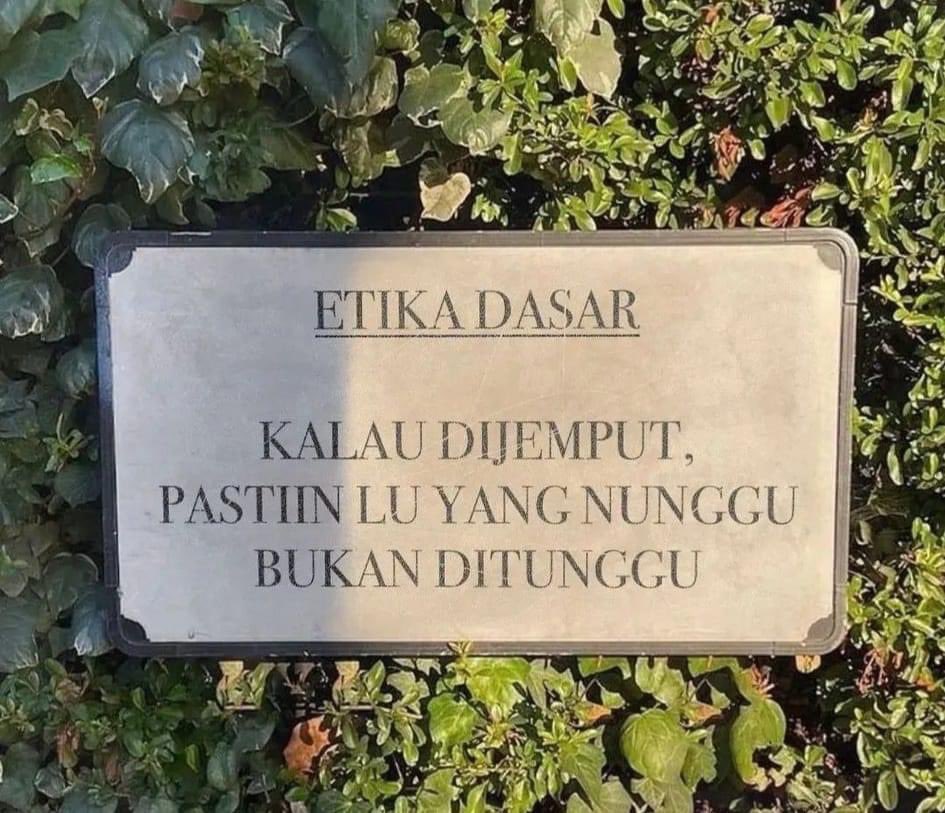 ETIKA DASAR
KALAU DIJEMPUT,
PASTIIN LU YANG NUNGGU
BUKAN DITUNGGU